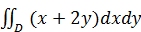 ∬_D (x + 2y)dxdy